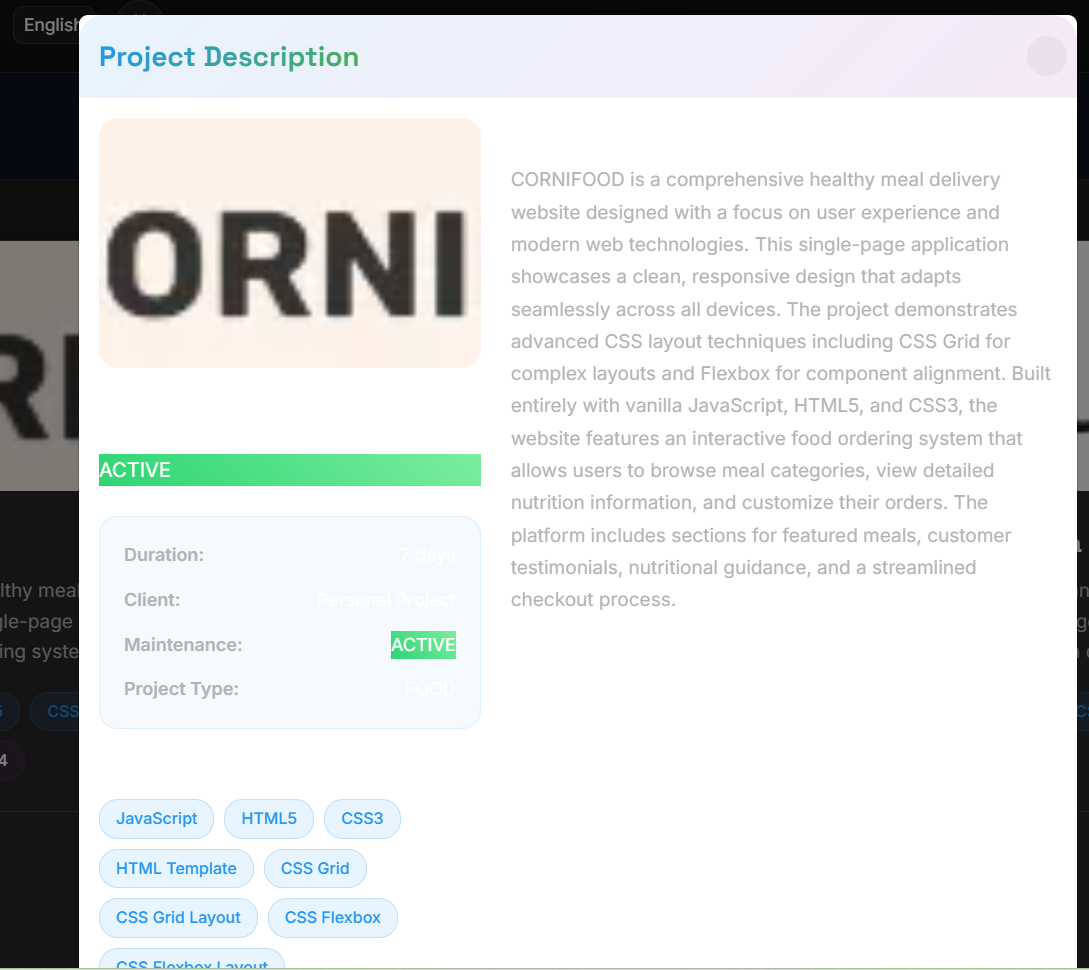 English
Project Description
ORNI
CORNIFOOD is a comprehensive healthy meal delivery
website designed with a focus on user experience and
modern web technologies. This single-page application
showcases a clean, responsive design that adapts
seamlessly across all devices. The project demonstrates
advanced CSS layout techniques including CSS Grid for
complex layouts and Flexbox for component alignment. Built
entirely with vanilla JavaScript, HTML5, and CSS3, the
website features an interactive food ordering system that
allows users to browse meal categories, view detailed
nutrition information, and customize their orders. The
platform includes sections for featured meals, customer
testimonials, nutritional guidance, and a streamlined
checkout process.
ACTIVE
Duration: 7 days
Client: Personal Project
Maintenance: ACTIVE
Project Type: FOOD
JavaScript HTML5 CSS3
HTML Template CSS Grid
CSS Grid Layout CSS Flexbox
CSS Flexbox Layout
lthy meal
gle-page
ing syste
CSS
4